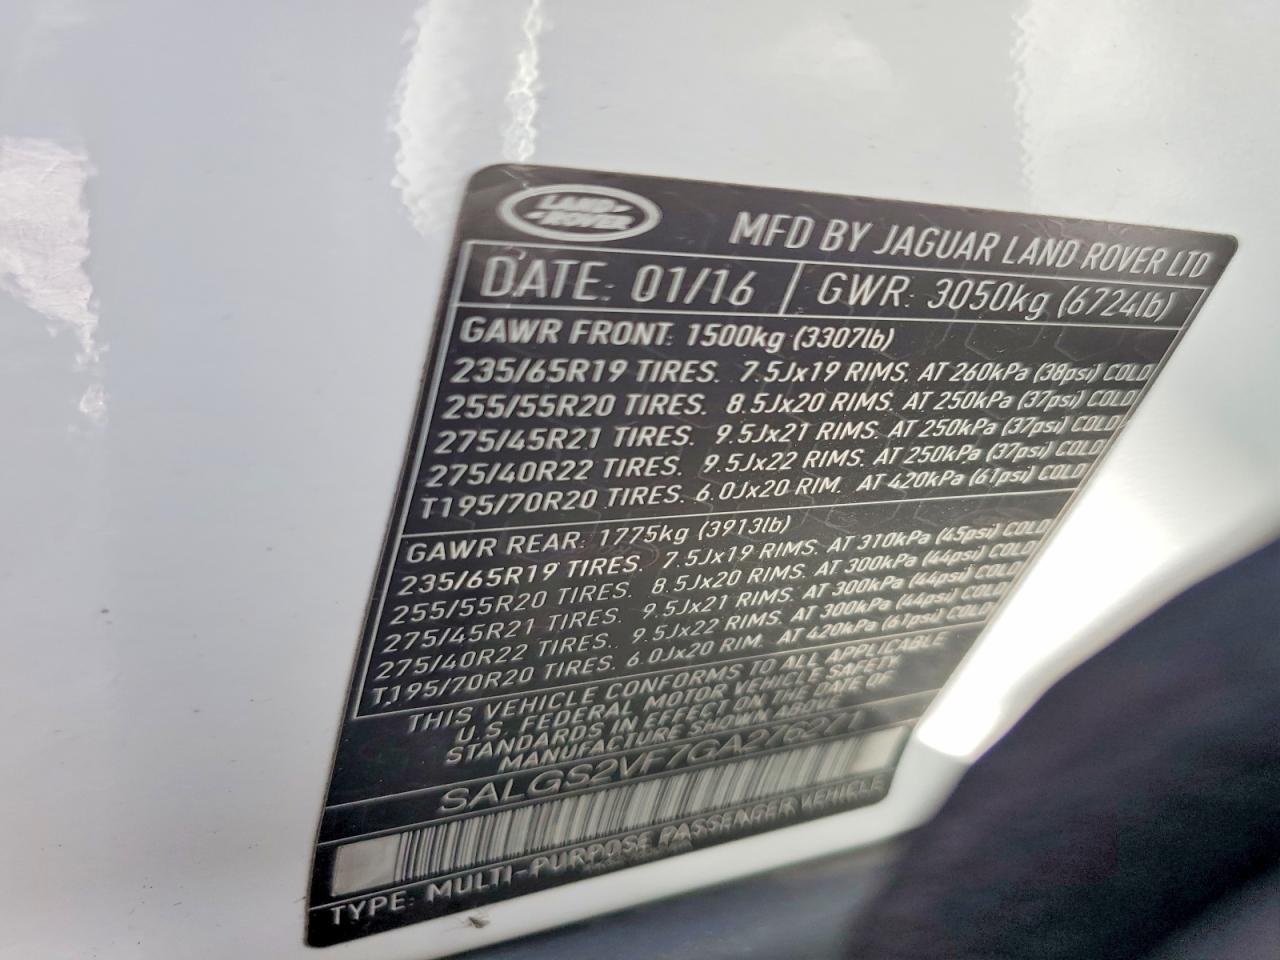 LAND ROVER
MFD BY JAGUAR LAND ROVER LTD
DATE: 01/16
GWR: 3050kg (6724lb)
GAWR FRONT: 1500kg (3307lb)
235/65R19 TIRES. 7.5Jx19 RIMS. AT 260kPa (38psi) COLD
255/55R20 TIRES. 8.5Jx20 RIMS. AT 250kPa (37psi) COLD
275/45R21 TIRES. 9.5Jx21 RIMS. AT 250kPa (37psi) COLD
275/40R22 TIRES. 9.5Jx22 RIMS. AT 250kPa (37psi) COLD
T195/70R20 TIRES. 6.0Jx20 RIM. AT 420kPa (61psi) COLD
GAWR REAR: 1775kg (3913lb)
235/65R19 TIRES. 7.5Jx19 RIMS. AT 310kPa (45psi) COLD
255/55R20 TIRES. 8.5Jx20 RIMS. AT 300kPa (44psi) COLD
275/45R21 TIRES. 9.5Jx21 RIMS. AT 300kPa (44psi) COLD
275/40R22 TIRES. 9.5Jx22 RIMS. AT 300kPa (44psi) COLD
T195/70R20 TIRES. 6.0Jx20 RIM. AT 420kPa (61psi) COLD
THIS VEHICLE CONFORMS TO ALL APPLICABLE
U.S. FEDERAL MOTOR VEHICLE SAFETY
STANDARDS IN EFFECT ON THE DATE OF
MANUFACTURE SHOWN ABOVE
SALGS2VF7GA276271
TYPE: MULTI-PURPOSE PASSENGER VEHICLE